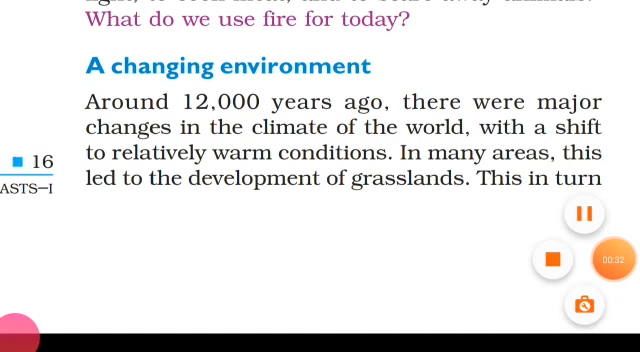 What do we use fire for today?
A changing environment
Around 12,000 years ago, there were major
changes in the climate of the world, with a shift
to relatively warm conditions. In many areas, this
led to the development of grasslands. This in turn
16
ASTS–I
00:32